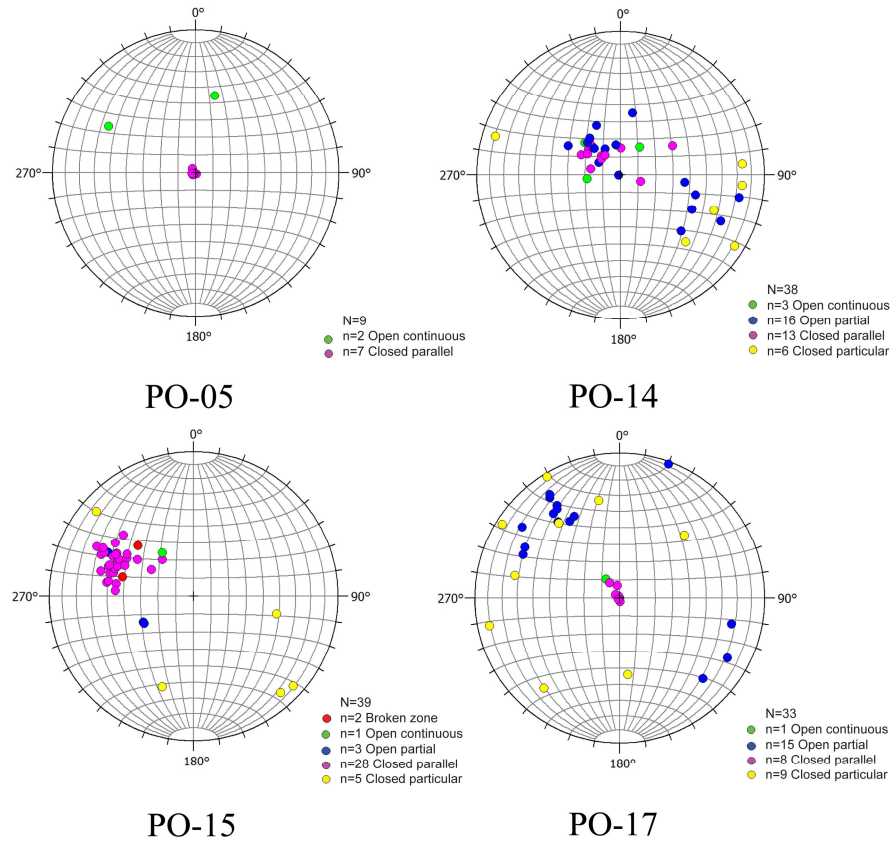 0°
270°
90°
180°
N=9
n=2 Open continuous
n=7 Closed parallel
PO-05
0°
270°
90°
180°
N=38
n=3 Open continuous
n=16 Open partial
n=13 Closed parallel
n=6 Closed particular
PO-14
0°
270°
90°
180°
N=39
n=2 Broken zone
n=1 Open continuous
n=3 Open partial
n=28 Closed parallel
n=5 Closed particular
PO-15
0°
270°
90°
180°
N=33
n=1 Open continuous
n=15 Open partial
n=8 Closed parallel
n=9 Closed particular
PO-17